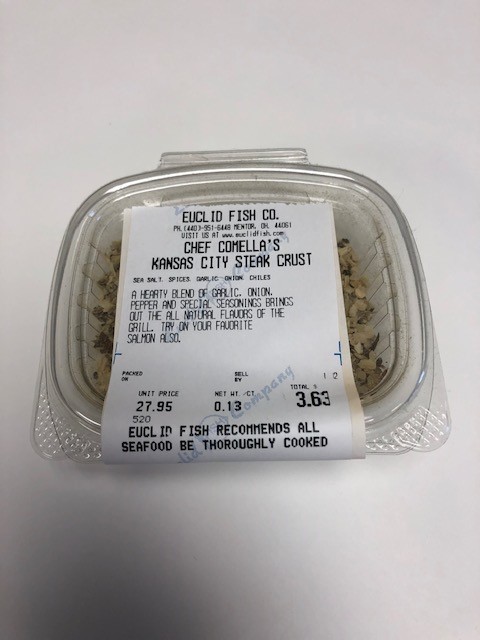 EUCLID FISH CO.
PH.(440)-951-6448 MENTOR, OH. 44061
VISIT US AT www.euclidfish.com
CHEF COMELLA'S
KANSAS CITY STEAK CRUST
SEA SALT, SPICES, GARLIC, ONION, CHILES
A HEARTY BLEND OF GARLIC, ONION,
PEPPER AND SPECIAL SEASONINGS BRINGS
OUT THE ALL NATURAL FLAVORS OF THE
GRILL. TRY ON YOUR FAVORITE
SALMON ALSO.
PACKED ON SELL BY
UNIT PRICE NET WT./CT. TOTAL $
27.95 0.13 3.63
520
EUCLID FISH RECOMMENDS ALL
SEAFOOD BE THOROUGHLY COOKED
Company